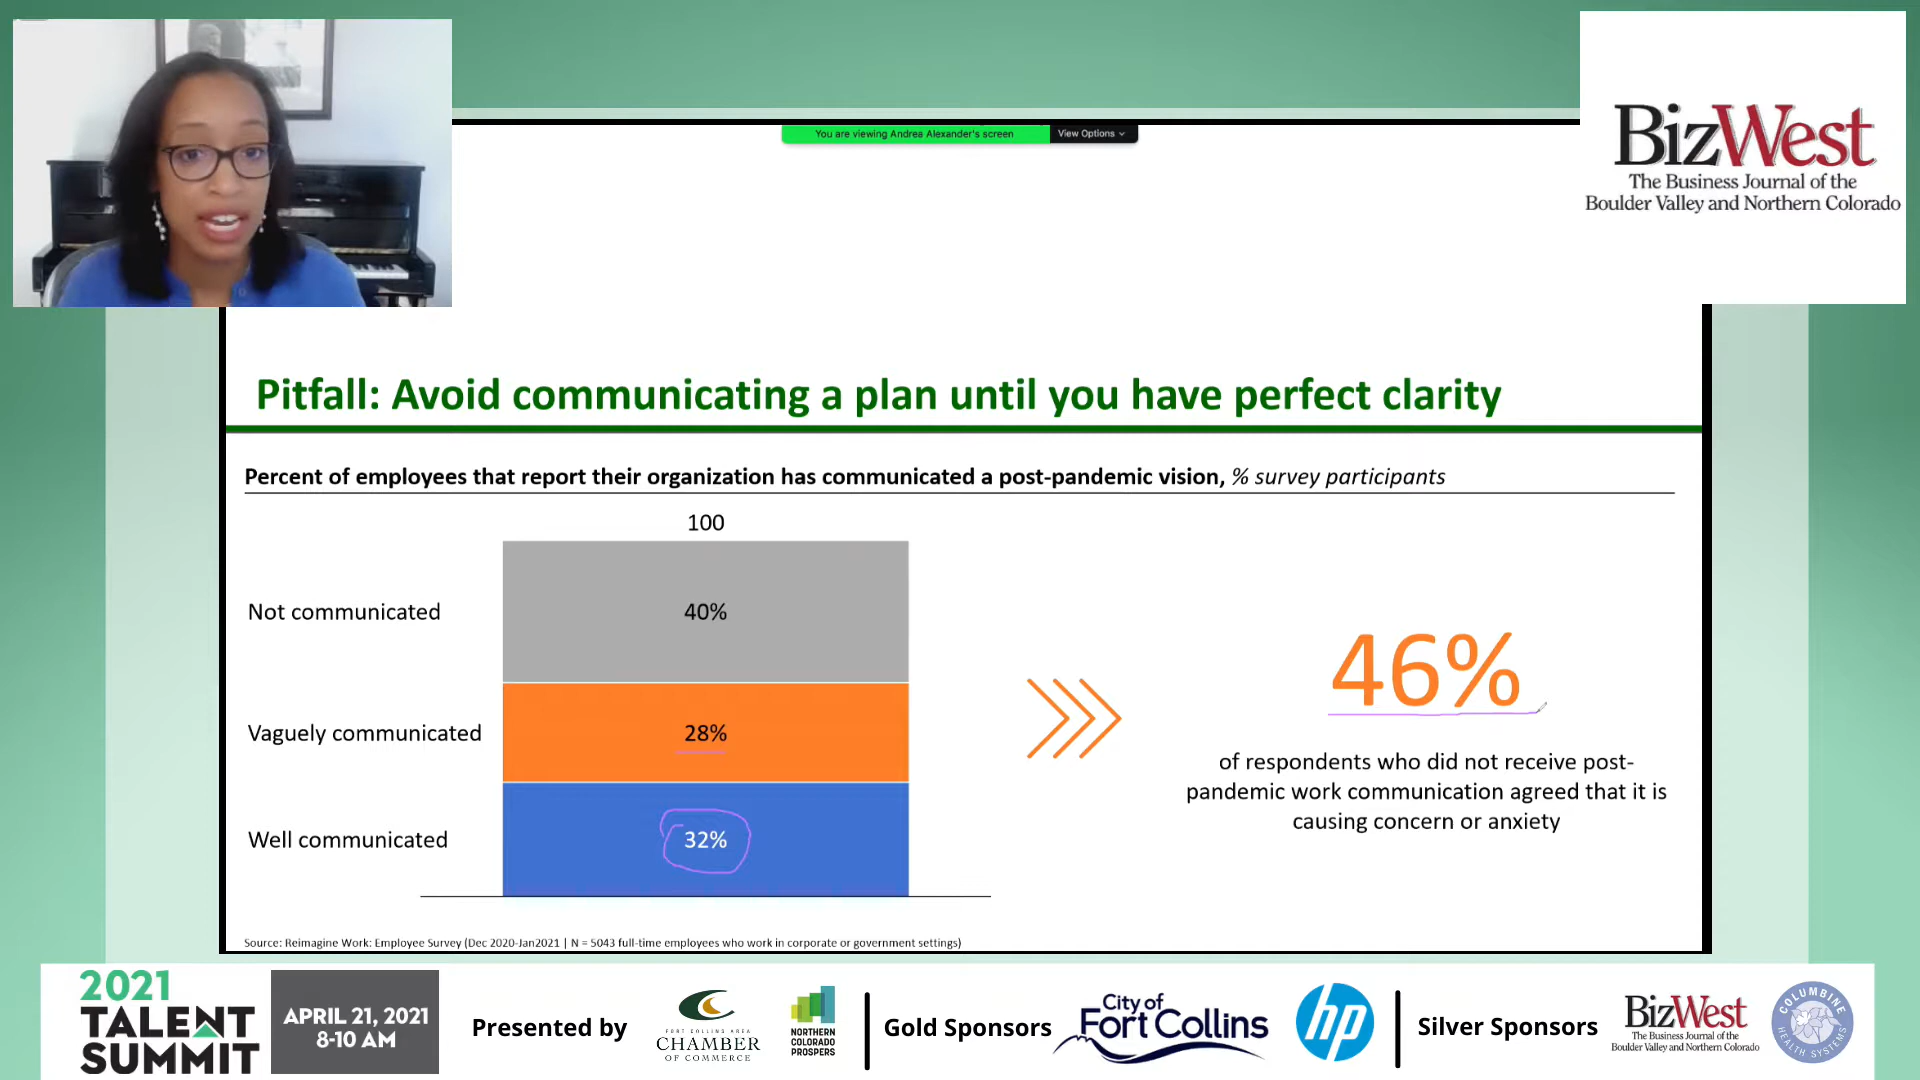 You are viewing Andrea Alexander's screen
View Options
BizWest
The Business Journal of the
Boulder Valley and Northern Colorado
Pitfall: Avoid communicating a plan until you have perfect clarity
Percent of employees that report their organization has communicated a post-pandemic vision, % survey participants
100
Not communicated
40%
Vaguely communicated
28%
Well communicated
32%
46%
of respondents who did not receive post-
pandemic work communication agreed that it is
causing concern or anxiety
Source: Reimagine Work: Employee Survey (Dec 2020-Jan2021 | N = 5043 full-time employees who work in corporate or government settings)
2021
TALENT
SUMMIT
APRIL 21, 2021
8-10 AM
Presented by
FORT COLLINS AREA
CHAMBER
OF COMMERCE
NORTHERN
COLORADO
PROSPERS
Gold Sponsors
City of
Fort Collins
hp
Silver Sponsors
BizWest
The Business Journal of the
Boulder Valley and Northern Colorado
COLUMBINE
HEALTH SYSTEMS